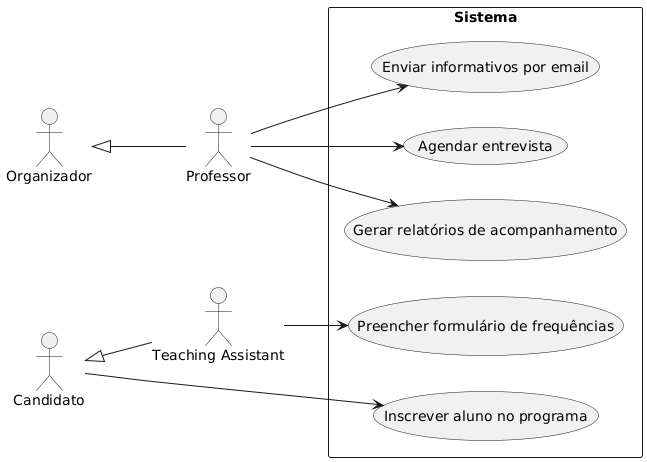 Sistema
Enviar informativos por email
Agendar entrevista
Organizador
Professor
Gerar relatórios de acompanhamento
Preencher formulário de frequências
Teaching Assistant
Candidato
Inscrever aluno no programa